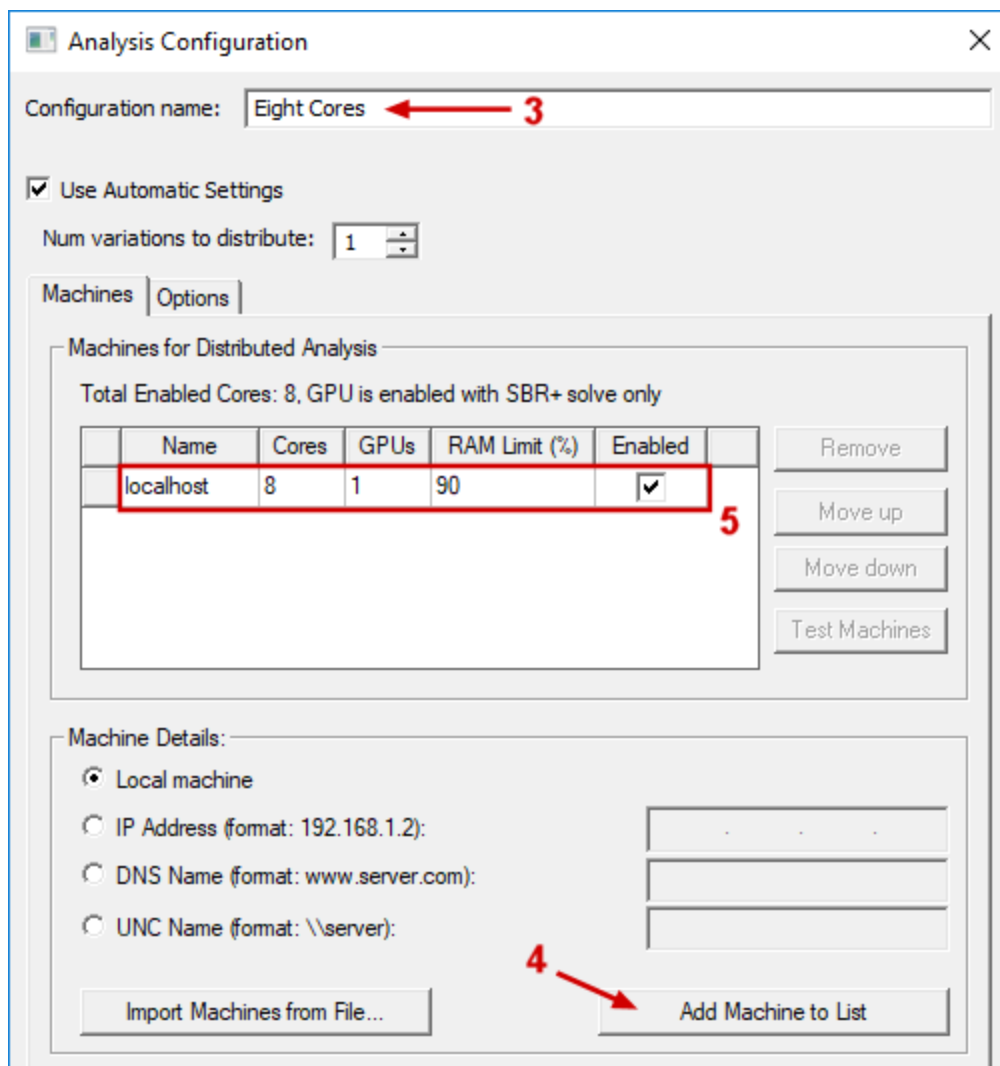 Analysis Configuration
Configuration name: Eight Cores 3
Use Automatic Settings
Num variations to distribute: 1
Machines Options
Machines for Distributed Analysis
Total Enabled Cores: 8, GPU is enabled with SBR+ solve only
Name Cores GPUs RAM Limit (%) Enabled Remove
localhost 8 1 90
5 Move up
Move down
Test Machines
Machine Details:
Local machine
IP Address (format: 192.168.1.2): . . .
DNS Name (format: www.server.com):
UNC Name (format: \\server):
4
Import Machines from File... Add Machine to List